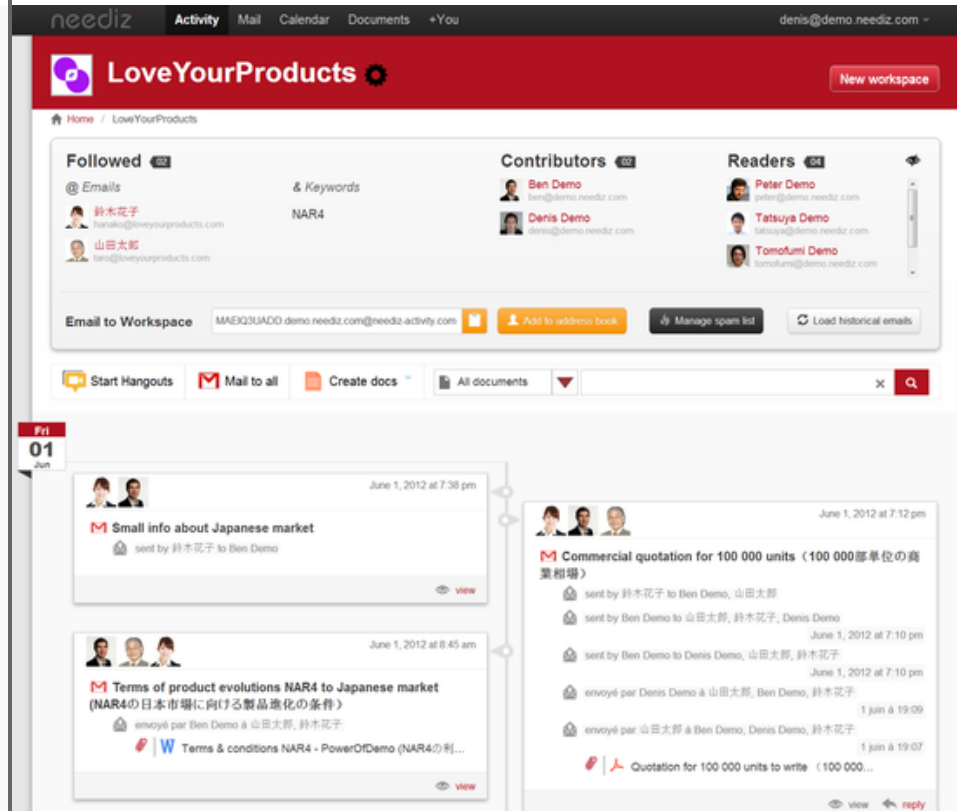 neediz Activity Mail Calendar Documents +You denis@demo.neediz.com
LoveYourProducts
New workspace
Home / LoveYourProducts
Followed 02
@ Emails & Keywords
鈴木花子
hanako@loveyourproducts.com
NAR4
山田太郎
taro@loveyourproducts.com
Contributors 02
Ben Demo
ben@demo.neediz.com
Denis Demo
denis@demo.neediz.com
Readers 04
Peter Demo
peter@demo.neediz.com
Tatsuya Demo
tatsuya@demo.neediz.com
Tomofumi Demo
tomofumi@demo.neediz.com
Email to Workspace MAEIQ3UADD.demo.neediz.com@neediz-activity.com Add to address book Manage spam list Load historical emails
Start Hangouts Mail to all Create docs All documents
Fri
01
Jun
June 1, 2012 at 7:38 pm
Small info about Japanese market
sent by 鈴木花子 to Ben Demo
view
June 1, 2012 at 7:12 pm
Commercial quotation for 100 000 units（100 000部単位の商
業相場）
sent by 鈴木花子 to Ben Demo, 山田太郎
sent by Ben Demo to 山田太郎, 鈴木花子, Denis Demo
June 1, 2012 at 7:10 pm
sent by Ben Demo to Denis Demo, 山田太郎, 鈴木花子
June 1, 2012 at 7:10 pm
envoyé par Denis Demo à 山田太郎, Ben Demo, 鈴木花子
1 juin à 19:09
envoyé par 山田太郎 à Ben Demo, Denis Demo, 鈴木花子
1 juin à 19:07
Quotation for 100 000 units to write （100 000...
view reply
June 1, 2012 at 8:45 am
Terms of product evolutions NAR4 to Japanese market
(NAR4の日本市場に向ける製品進化の条件）
envoyé par Ben Demo à 山田太郎, 鈴木花子
Terms & conditions NAR4 - PowerOfDemo (NAR4の利...
view